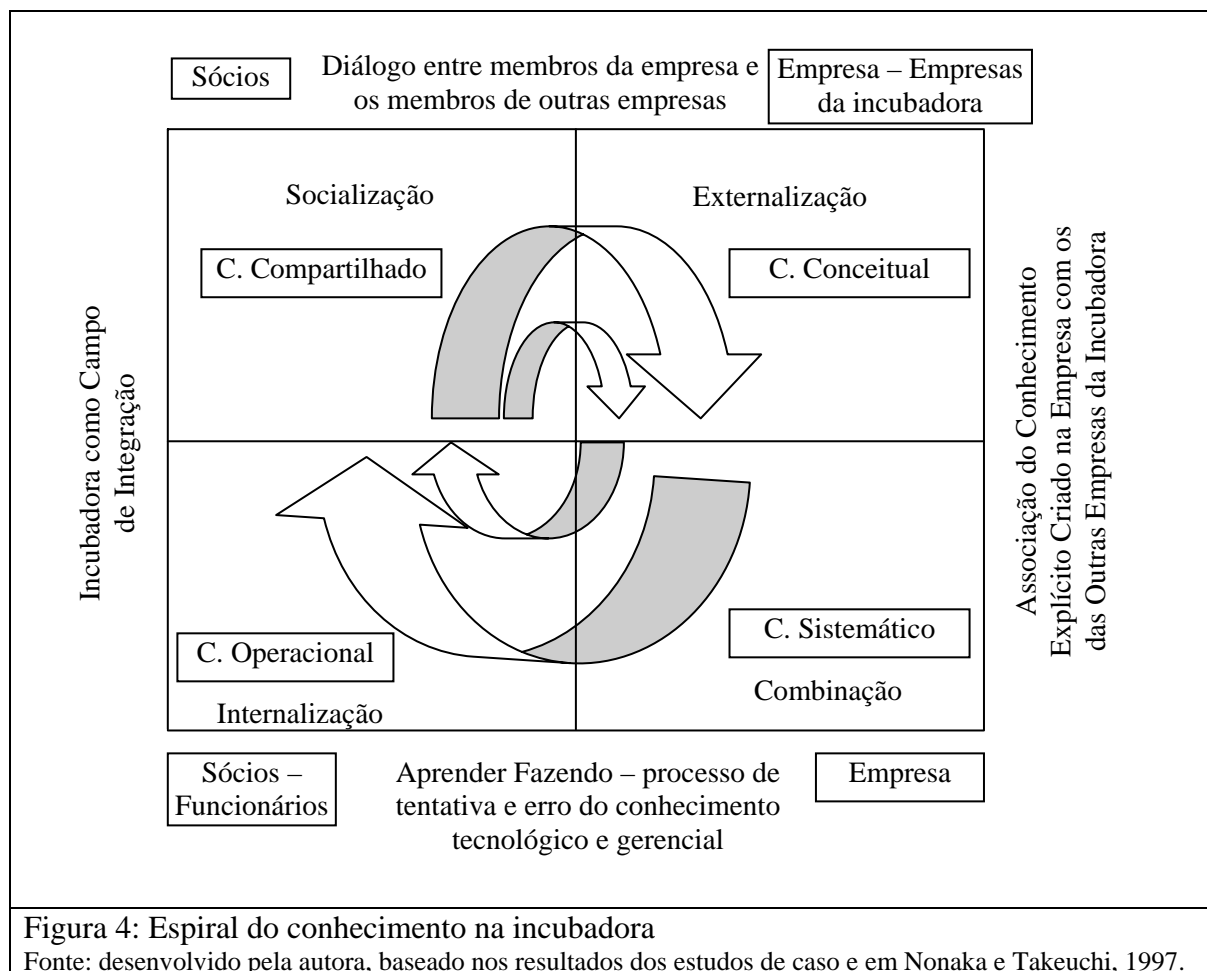 Sócios
Diálogo entre membros da empresa e
os membros de outras empresas
Empresa – Empresas
da incubadora
Socialização
Externalização
C. Compartilhado
C. Conceitual
Incubadora como Campo
de Integração
Associação do Conhecimento
Explícito Criado na Empresa com os
das Outras Empresas da Incubadora
C. Operacional
C. Sistemático
Internalização
Combinação
Sócios –
Funcionários
Aprender Fazendo – processo de
tentativa e erro do conhecimento
tecnológico e gerencial
Empresa
Figura 4: Espiral do conhecimento na incubadora
Fonte: desenvolvido pela autora, baseado nos resultados dos estudos de caso e em Nonaka e Takeuchi, 1997.